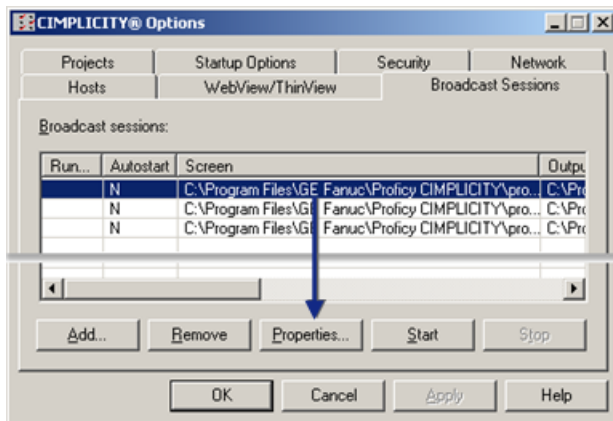 CIMPLICITY® Options
Projects Startup Options Security Network
Hosts WebView/ThinView Broadcast Sessions
Broadcast sessions:
Run... Autostart Screen Outpu
N C:\Program Files\GE Fanuc\Proficy CIMPLICITY\pro... C:\Pro
N C:\Program Files\GE Fanuc\Proficy CIMPLICITY\pro... C:\Pro
N C:\Program Files\GE Fanuc\Proficy CIMPLICITY\pro... C:\Pro
Add... Remove Properties... Start Stop
OK Cancel Apply Help